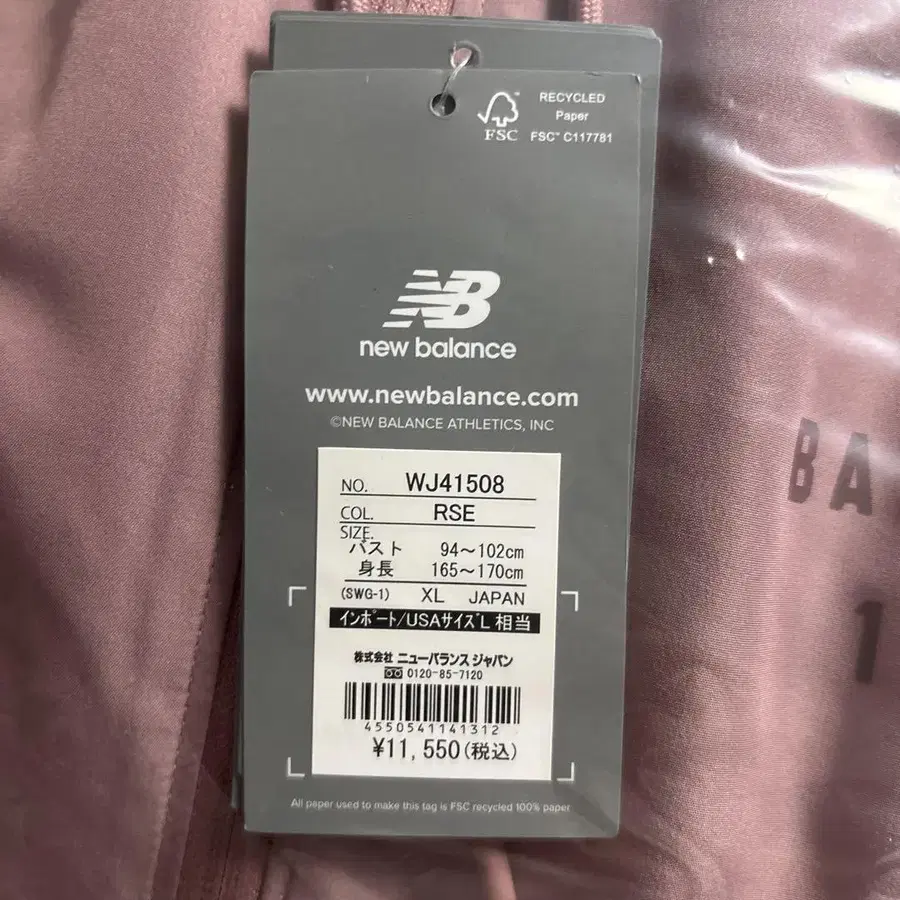 RECYCLED
Paper
FSC™ C117781
FSC
NB
new balance
www.newbalance.com
©NEW BALANCE ATHLETICS, INC
NO. WJ41508
COL. RSE
SIZE.
バスト 94～102cm
身長 165～170cm
(SWG-1) XL JAPAN
インポート/USAサイズL 相当
株式会社 ニューバランス ジャパン
0120-85-7120
4550541141312
¥11,550(税込)
All paper used to make this tag is FSC recycled 100% paper
BA
1